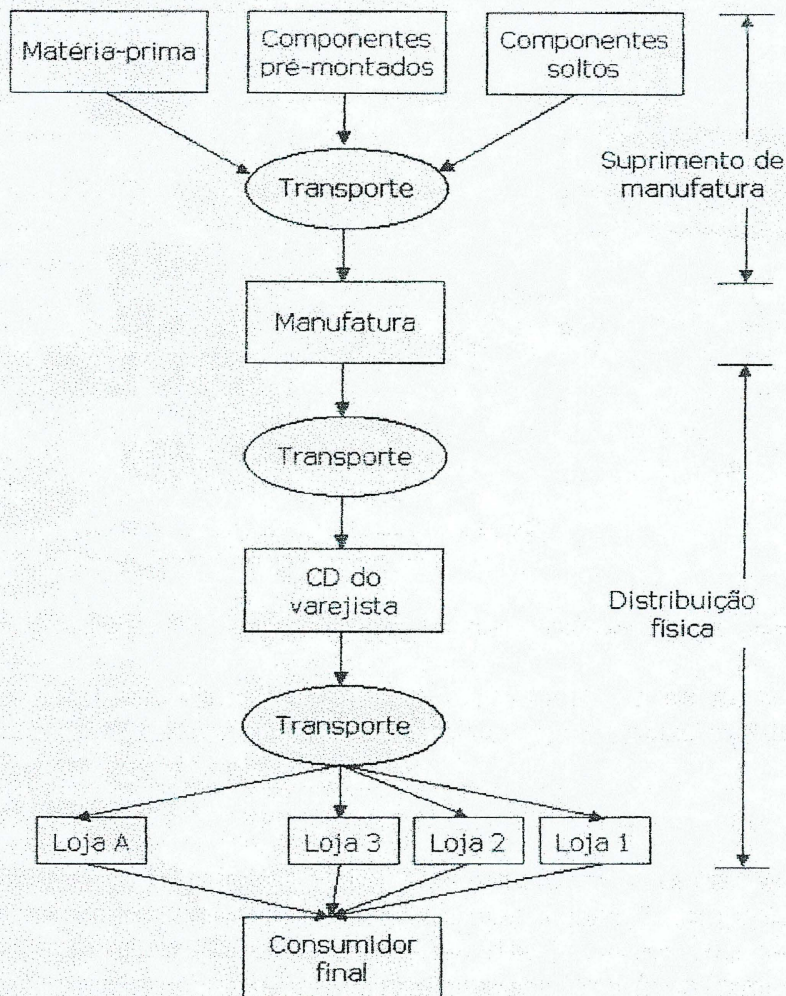 Matéria-prima
Componentes
pré-montados
Componentes
soltos
Transporte
Suprimento de
manufatura
Manufatura
Transporte
CD do
varejista
Distribuição
física
Transporte
Loja A
Loja 3
Loja 2
Loja 1
Consumidor
final